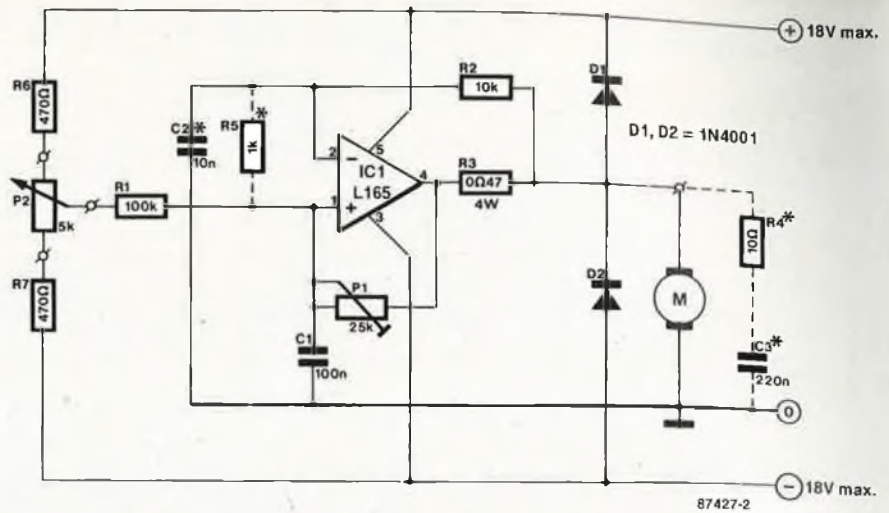 + 18V max.
R6
470Ω
C2*
10n
R5
*
1k
R2
10k
D1
D1, D2 = 1N4001
2
−
5
IC1
L165
4
R3
0Ω47
4W
P2
5k
R1
100k
1
+
3
R4*
10Ω
D2
M
R7
470Ω
P1
25k
C1
100n
C3*
220n
0
− 18V max.
87427-2